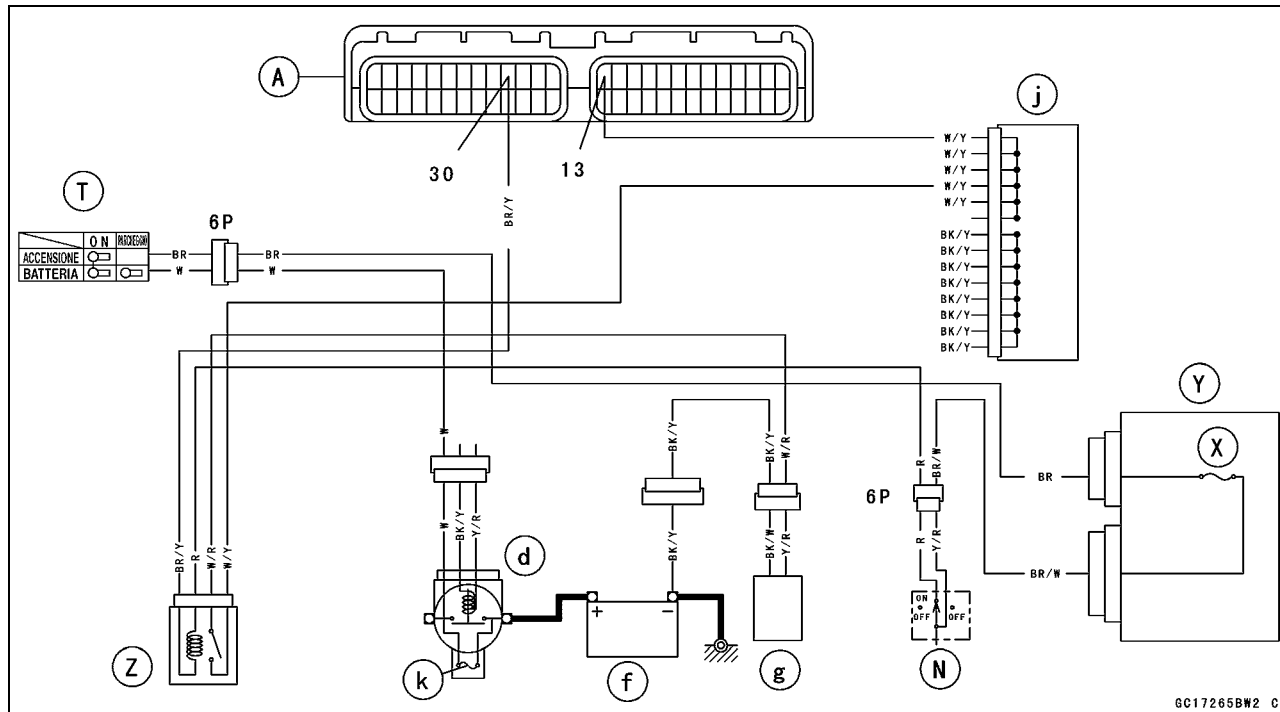 A
j
30
13
W/Y
W/Y
W/Y
W/Y
W/Y
BK/Y
BK/Y
BK/Y
BK/Y
BK/Y
BK/Y
BK/Y
BK/Y
BR/Y
T
6P
ON PARCHEGGIO
ACCENSIONE
BATTERIA
BR
W
BR
W
Y
X
BR
BR/W
W
BK/Y
BK/Y
W/R
R
BR/W
6P
BR/Y
R
W/R
W/Y
W
BK/Y
Y/R
BK/Y
BK/W
Y/R
R
Y/R
d
+
−
ON
OFF
OFF
Z
k
f
g
N
GC17265BW2 C